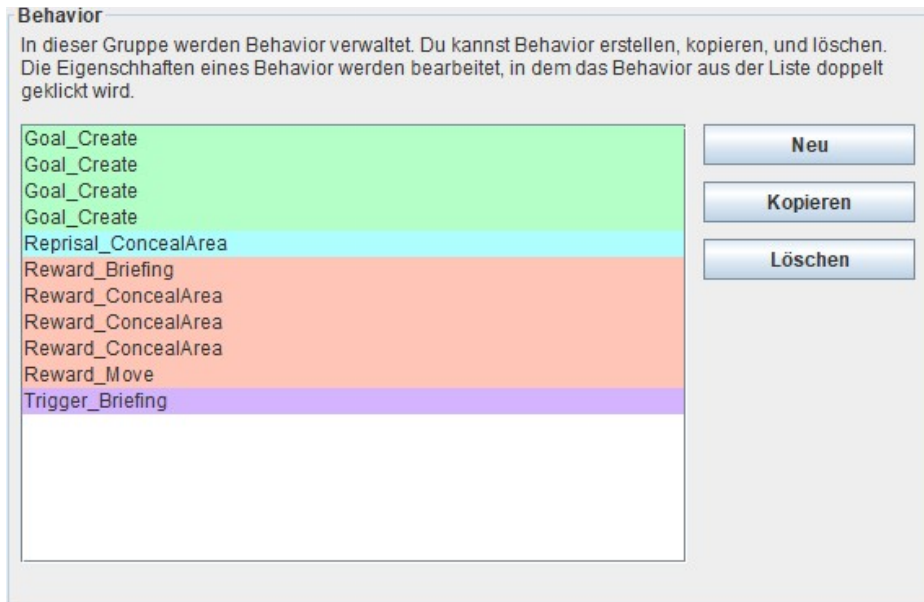 Behavior
In dieser Gruppe werden Behavior verwaltet. Du kannst Behavior erstellen, kopieren, und löschen.
Die Eigenschhaften eines Behavior werden bearbeitet, in dem das Behavior aus der Liste doppelt
geklickt wird.
Goal_Create
Goal_Create
Goal_Create
Goal_Create
Reprisal_ConcealArea
Reward_Briefing
Reward_ConcealArea
Reward_ConcealArea
Reward_ConcealArea
Reward_Move
Trigger_Briefing
Neu
Kopieren
Löschen